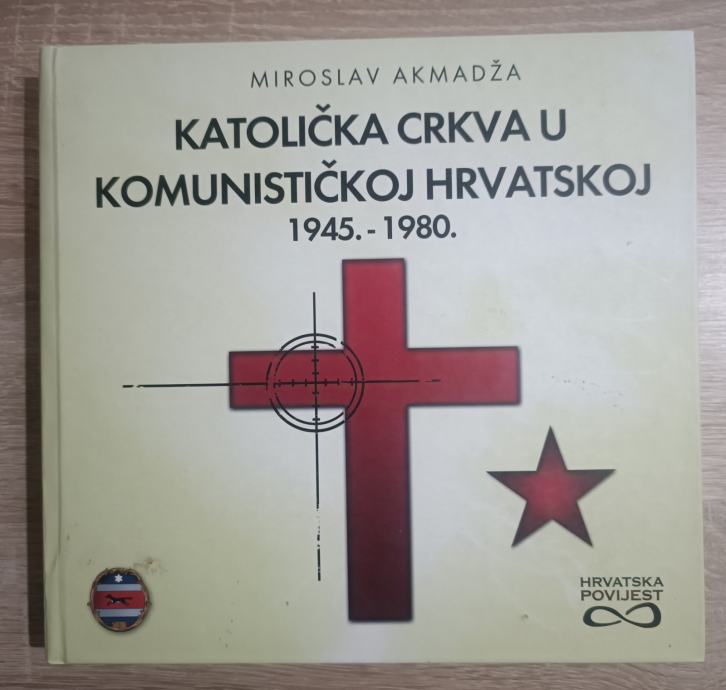 MIROSLAV AKMADŽA
KATOLIČKA CRKVA U
KOMUNISTIČKOJ HRVATSKOJ
1945. - 1980.
HRVATSKA
POVIJEST